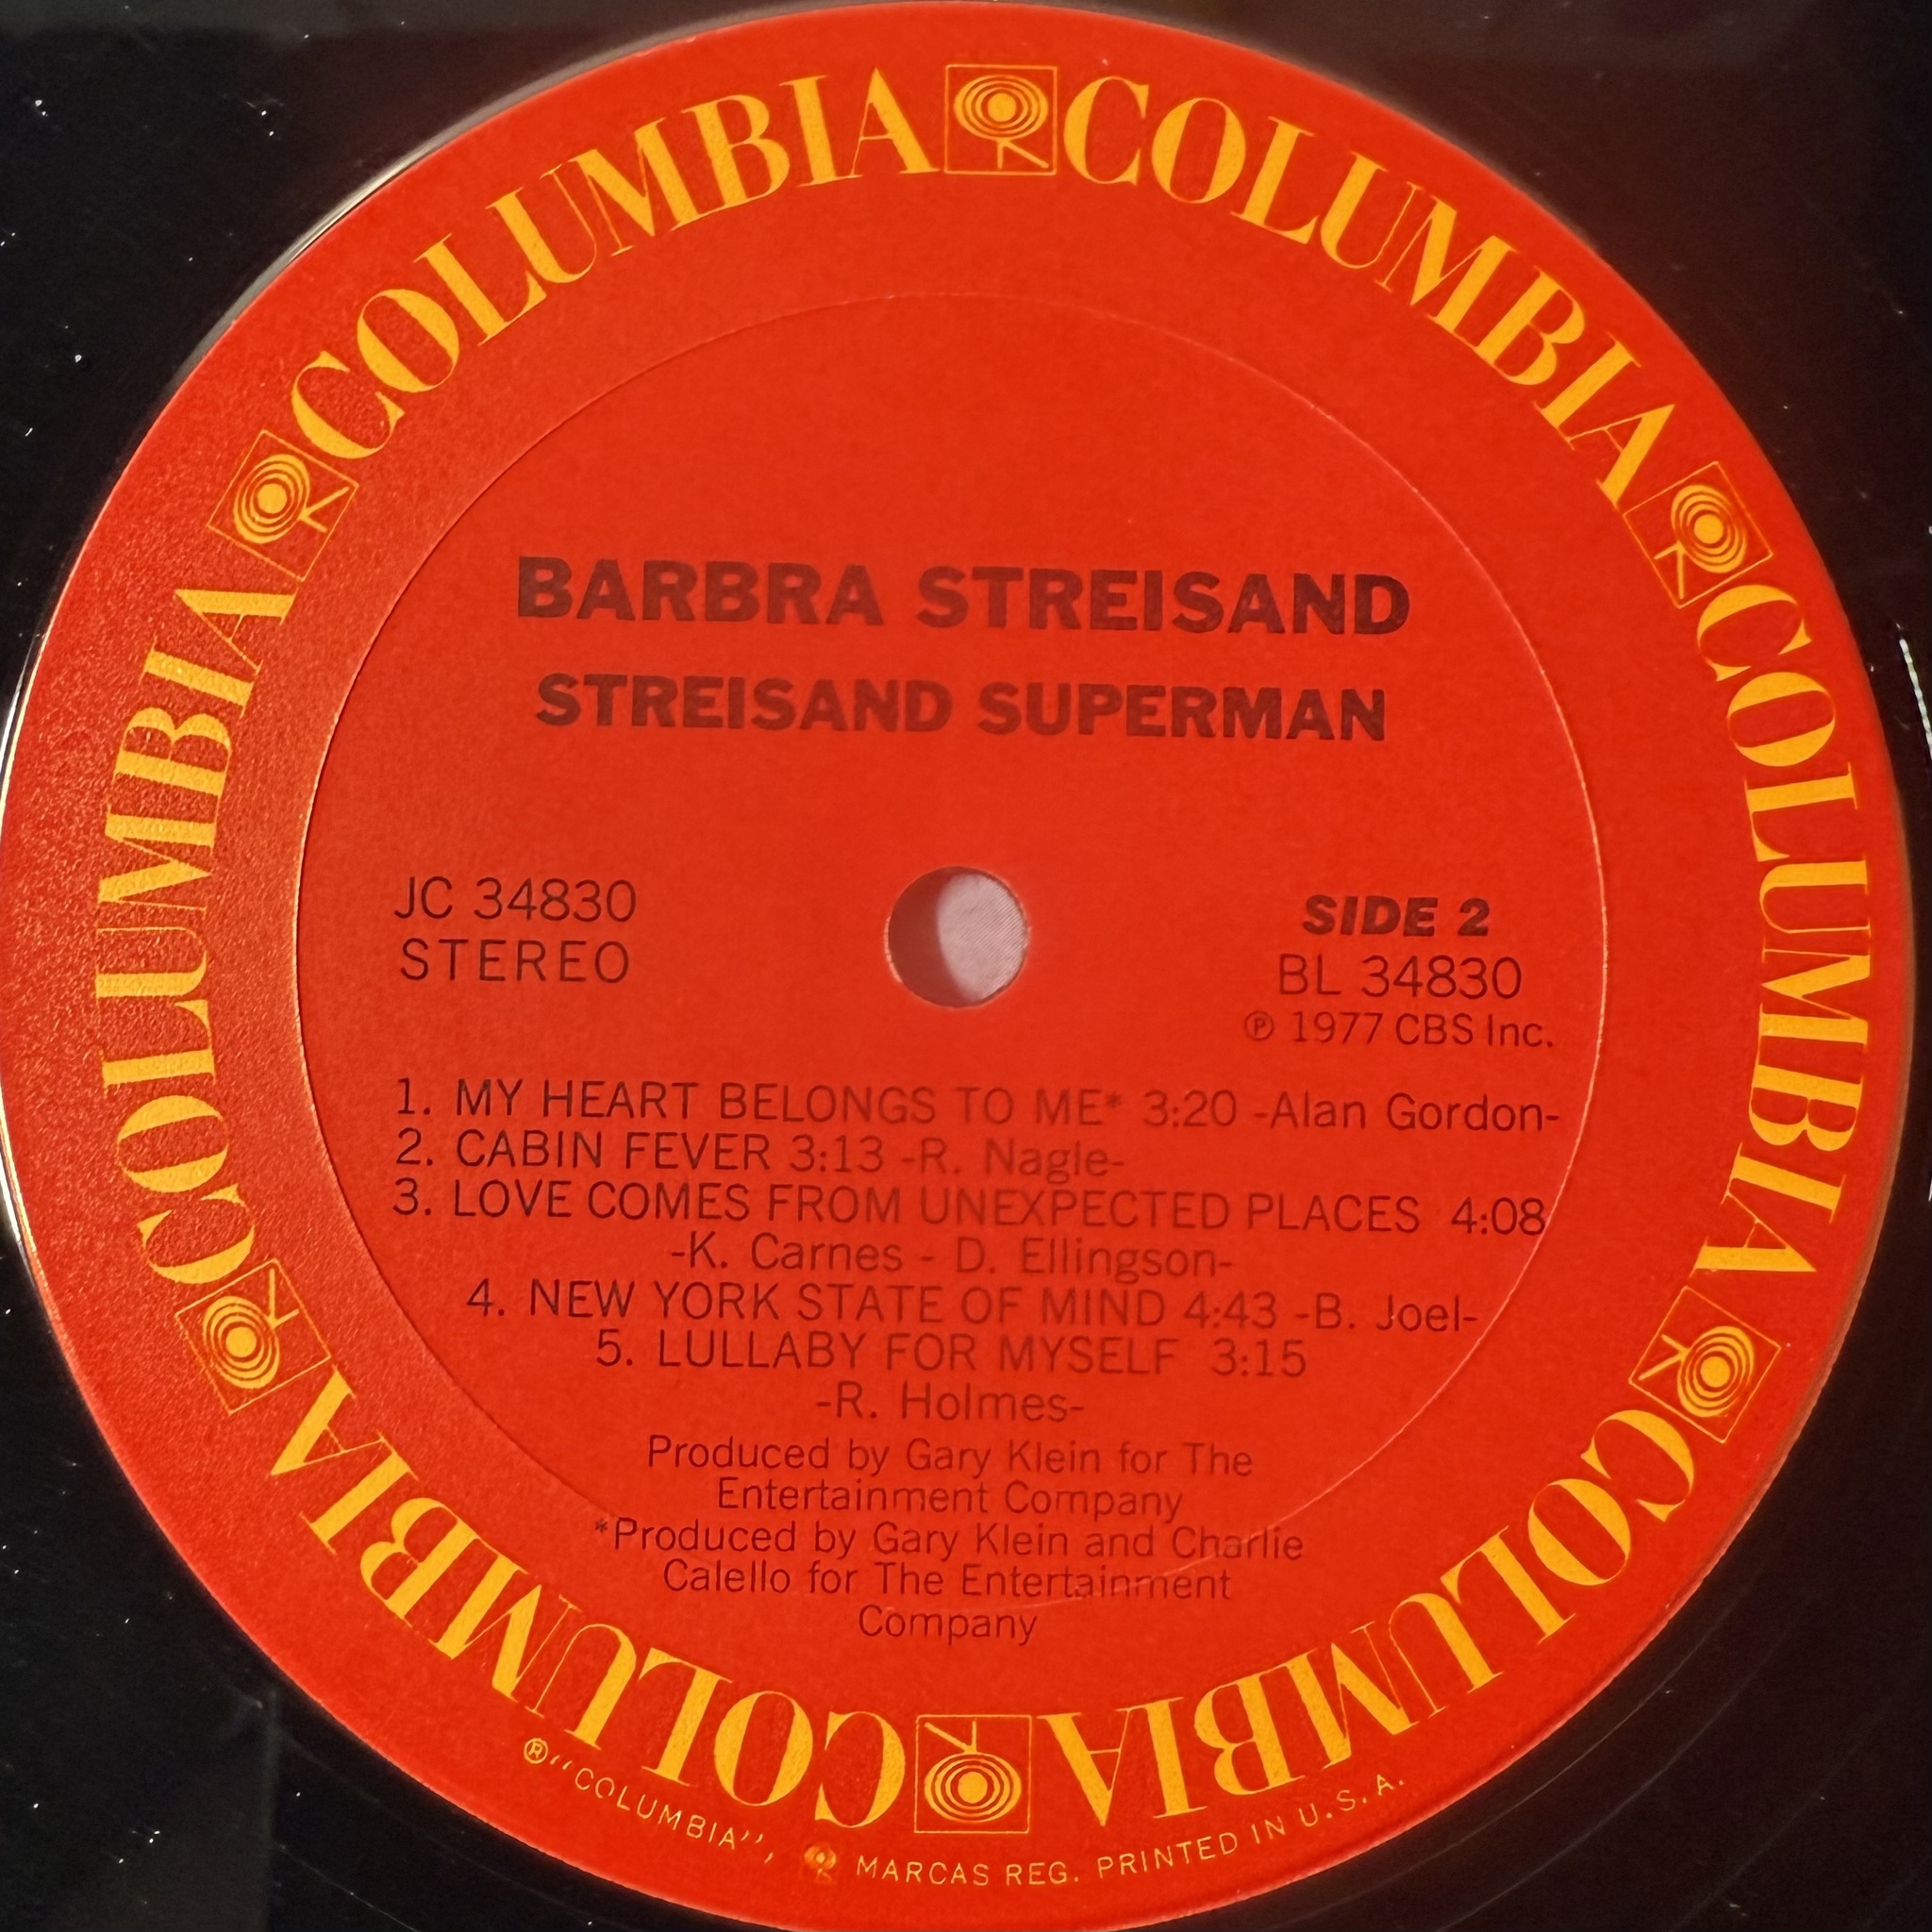 COLUMBIA COLUMBIA COLUMBIA COLUMBIA COLUMBIA COLUMBIA
BARBRA STREISAND
STREISAND SUPERMAN
JC 34830
STEREO
SIDE 2
BL 34830
℗ 1977 CBS Inc.
1. MY HEART BELONGS TO ME* 3:20 -Alan Gordon-
2. CABIN FEVER 3:13 -R. Nagle-
3. LOVE COMES FROM UNEXPECTED PLACES 4:08
-K. Carnes - D. Ellingson-
4. NEW YORK STATE OF MIND 4:43 -B. Joel-
5. LULLABY FOR MYSELF 3:15
-R. Holmes-
Produced by Gary Klein for The
Entertainment Company
*Produced by Gary Klein and Charlie
Calello for The Entertainment
Company
®"COLUMBIA", MARCAS REG. PRINTED IN U.S.A.